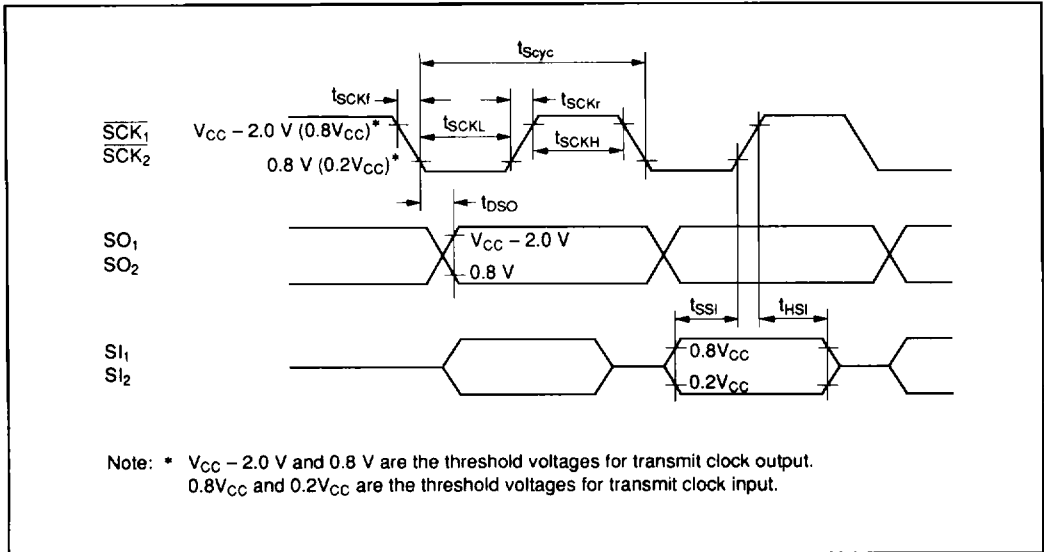 tScyc
tSCKf
tSCKr
SCK1
VCC – 2.0 V (0.8VCC)*
tSCKL
tSCKH
SCK2
0.8 V (0.2VCC)*
tDSO
SO1
VCC – 2.0 V
SO2
0.8 V
tSSI
tHSI
SI1
0.8VCC
SI2
0.2VCC
Note: * VCC – 2.0 V and 0.8 V are the threshold voltages for transmit clock output.
0.8VCC and 0.2VCC are the threshold voltages for transmit clock input.